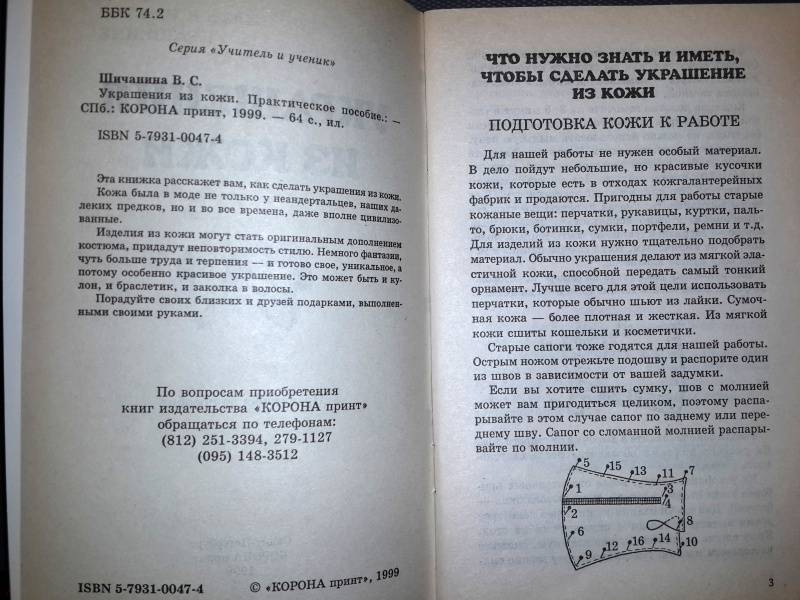 ББК 74.2
Серия «Учитель и ученик»
Шичанина В. С.
Украшения из кожи. Практическое пособие.: —
СПб.: КОРОНА принт, 1999. — 64 с., ил.
ISBN 5-7931-0047-4
Эта книжка расскажет вам, как сделать украшения из кожи.
Кожа была в моде не только у неандертальцев, наших да-
леких предков, но и во все времена, даже вполне цивилизо-
ванные.
Изделия из кожи могут стать оригинальным дополнением
костюма, придадут неповторимость стилю. Немного фантазии,
чуть больше труда и терпения — и готово свое, уникальное, а
потому особенно красивое украшение. Это может быть и ку-
лон, и браслетик, и заколка в волосы.
Порадуйте своих близких и друзей подарками, выполнен-
ными своими руками.
По вопросам приобретения
книг издательства «КОРОНА принт»
обращаться по телефонам:
(812) 251-3394, 279-1127
(095) 148-3512
ISBN 5-7931-0047-4
© «КОРОНА принт», 1999
ЧТО НУЖНО ЗНАТЬ И ИМЕТЬ,
ЧТОБЫ СДЕЛАТЬ УКРАШЕНИЕ
ИЗ КОЖИ
ПОДГОТОВКА КОЖИ К РАБОТЕ
Для нашей работы не нужен особый материал.
В дело пойдут небольшие, но красивые кусочки
кожи, которые есть в отходах кожгалантерейных
фабрик и продаются. Пригодны для работы старые
кожаные вещи: перчатки, рукавицы, куртки, паль-
то, брюки, ботинки, сумки, портфели, ремни и т.д.
Для изделий из кожи нужно тщательно подобрать
материал. Обычно украшения делают из мягкой эла-
стичной кожи, способной передать самый тонкий
орнамент. Лучше всего для этой цели использовать
перчатки, которые обычно шьют из лайки. Сумоч-
ная кожа — более плотная и жесткая. Из мягкой
кожи сшиты кошельки и косметички.
Старые сапоги тоже годятся для нашей работы.
Острым ножом отрежьте подошву и распорите один
из швов в зависимости от вашей задумки.
Если вы хотите сшить сумку, шов с молнией
может вам пригодиться целиком, поэтому распа-
рывайте в этом случае сапог по заднему или пе-
реднему шву. Сапог со сломанной молнией распары-
вайте по молнии.
5 15 13 11 7
1 3
2 4
8
6
9 12 16 14 10
3